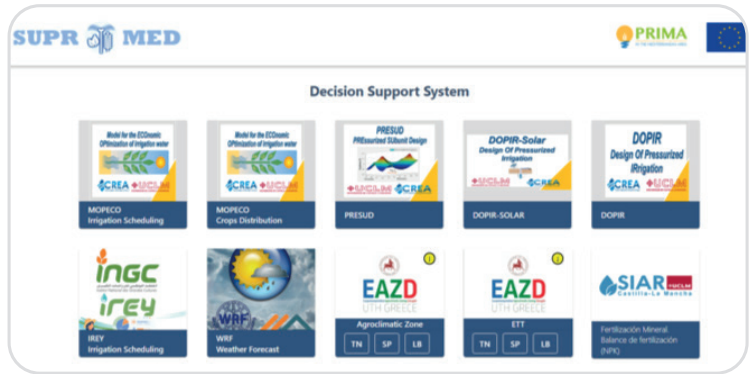 SUPR MED
PRIMA
Decision Support System
Model for the ECOnomic
OPtimization of irrigation water
CREA UCLM
MOPECO
Irrigation Scheduling
Model for the ECOnomic
OPtimization of irrigation water
CREA UCLM
MOPECO
Crops Distribution
PRESUD
PREssurized SUbunit Design
UCLM CREA
PRESUD
DOPIR-Solar
Design Of Pressurized
Irrigation
UCLM CREA
DOPIR-SOLAR
DOPIR
Design Of Pressurized
IRrigation
CREA UCLM
DOPIR
INGC
irey
IREY
Irrigation Scheduling
WRF
WRF
Weather Forecast
EAZD
UTH GREECE
Agroclimatic Zone
TN SP LB
EAZD
UTH GREECE
ETT
TN SP LB
SIAR UCLM
Castilla-La Mancha
Fertilización Mineral.
Balance de fertilización
(NPK)